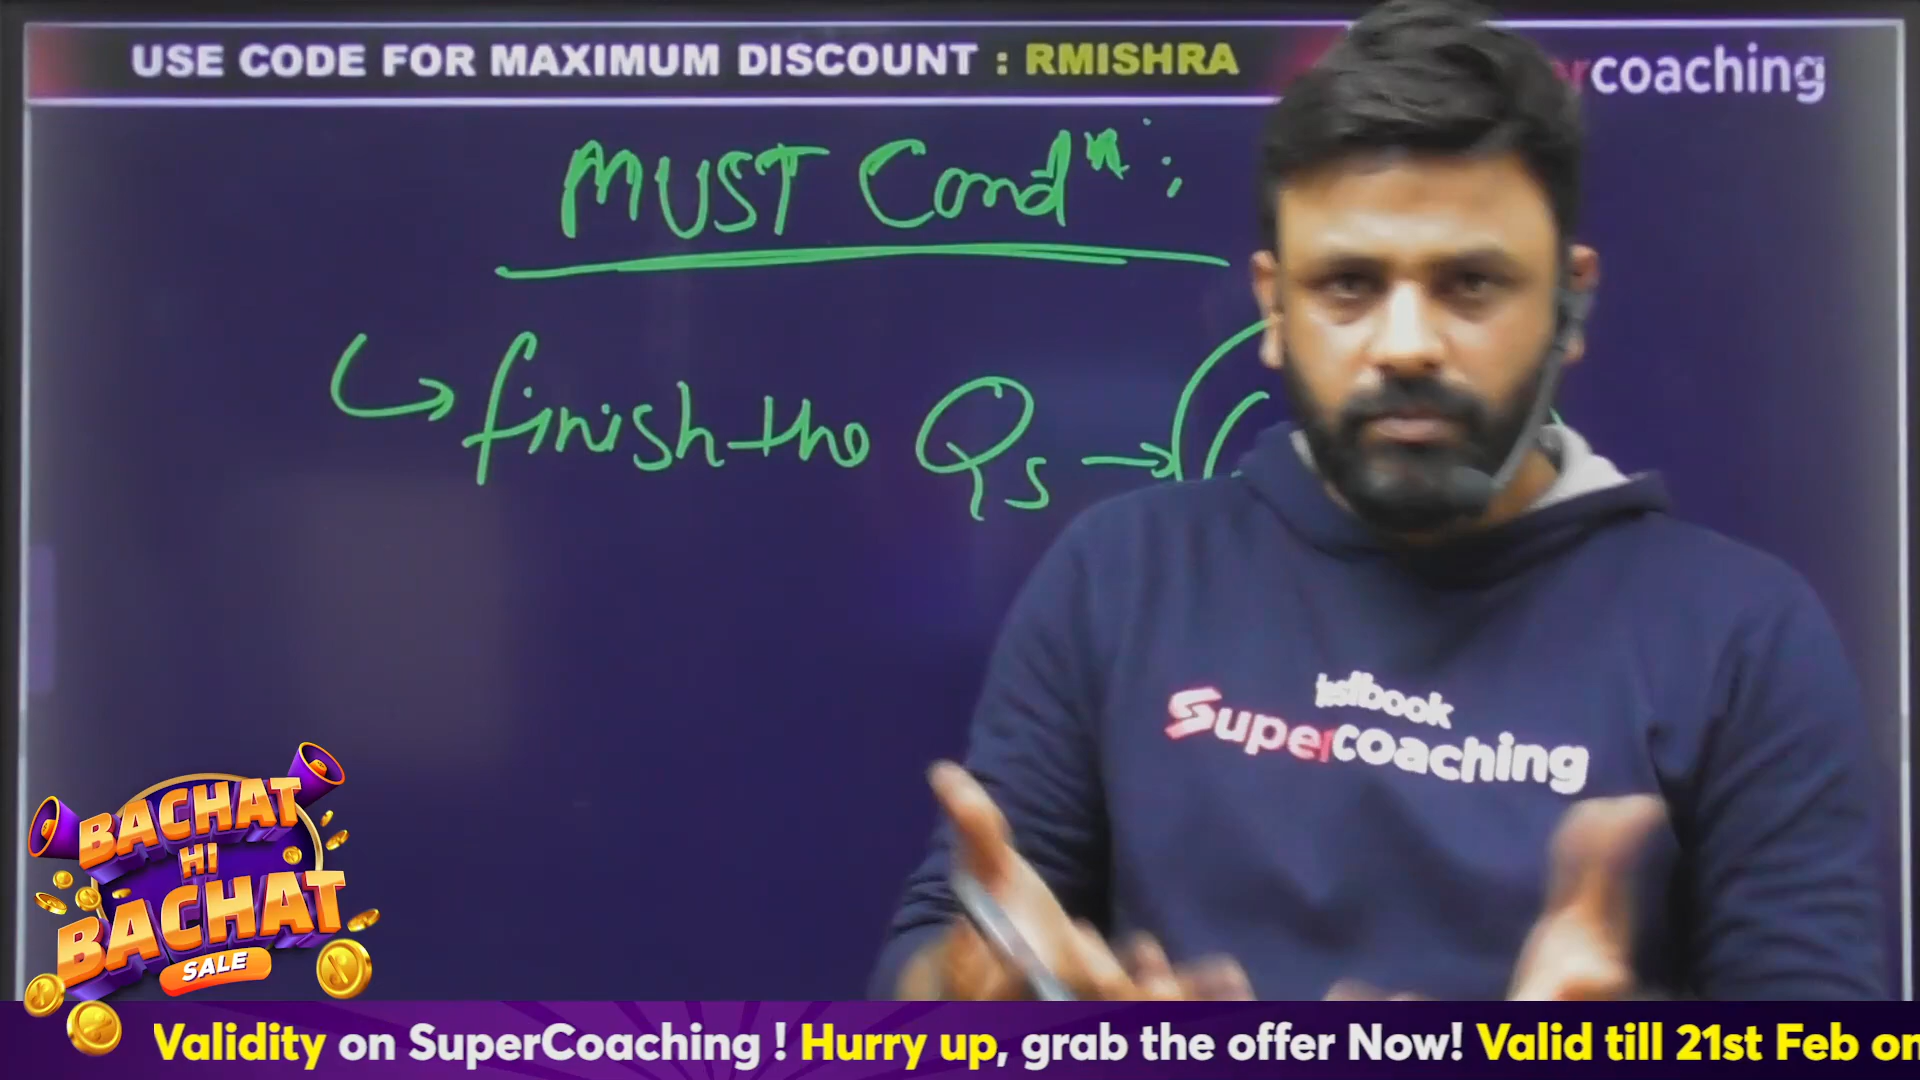 USE CODE FOR MAXIMUM DISCOUNT : RMISHRA
coaching
MUST Condⁿ :
finish the Qs →
testbook
Supercoaching
BACHAT
HI
BACHAT
SALE
Validity on SuperCoaching ! Hurry up, grab the offer Now! Valid till 21st Feb on